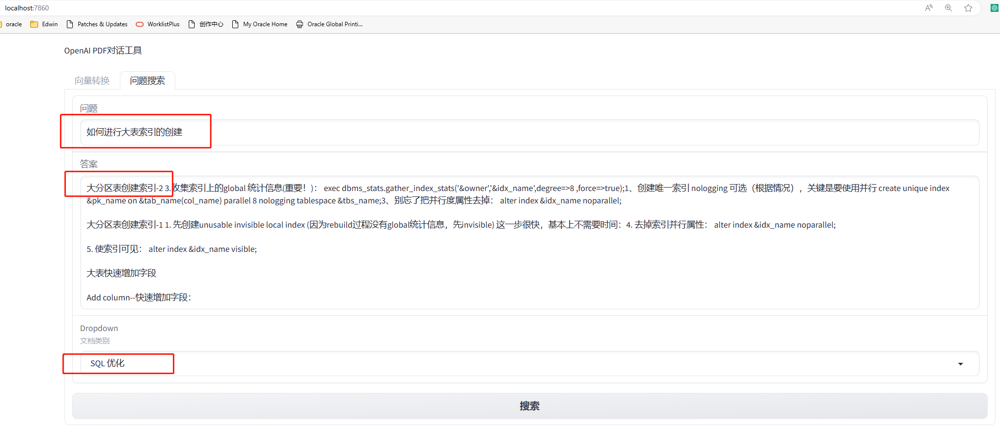 localhost:7860
oracle Edwin Patches & Updates WorklistPlus 创作中心 My Oracle Home Oracle Global Printi...
OpenAI PDF对话工具
向量转换 问题搜索
问题
如何进行大表索引的创建
答案
大分区表创建索引-2 3.收集索引上的global 统计信息(重要！)： exec dbms_stats.gather_index_stats('&owner','&idx_name',degree=>8 ,force=>true);1、创建唯一索引 nologging 可选（根据情况），关键是要使用并行 create unique index
&pk_name on &tab_name(col_name) parallel 8 nologging tablespace &tbs_name;3、别忘了把并行度属性去掉： alter index &idx_name noparallel;
大分区表创建索引-1 1. 先创建unusable invisible local index (因为rebuild过程没有global统计信息，先invisible) 这一步很快，基本上不需要时间：4. 去掉索引并行属性： alter index &idx_name noparallel;
5. 使索引可见： alter index &idx_name visible;
大表快速增加字段
Add column--快速增加字段：
Dropdown
文档类别
SQL 优化
搜索